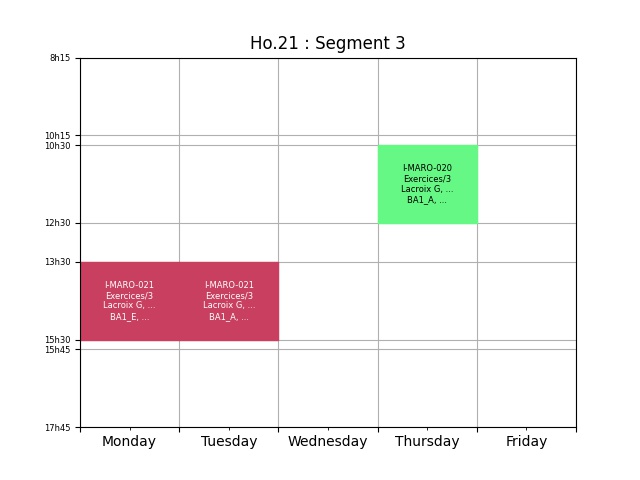 Ho.21 : Segment 3
8h15
10h15
10h30
I-MARO-020
Exercices/3
Lacroix G, ...
BA1_A, ...
12h30
13h30
I-MARO-021
Exercices/3
Lacroix G, ...
BA1_E, ...
I-MARO-021
Exercices/3
Lacroix G, ...
BA1_A, ...
15h30
15h45
17h45
Monday Tuesday Wednesday Thursday Friday